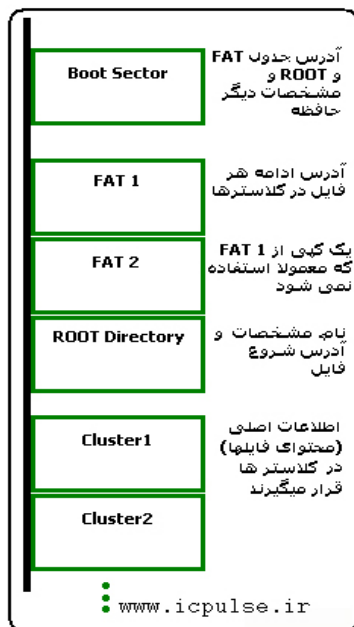 Boot Sector
آدرس جدول FAT
و ROOT و
مشخصات دیگر
حافظه
FAT 1
آدرس ادامه هر
فایل در کلاسترها
FAT 2
یک کپی از FAT 1
که معمولا استفاده
نمی شود
ROOT Directory
نام, مشخصات و
آدرس شروع
فایل
Cluster1
اطلاعات اصلی
(محتوای فایلها)
در کلاستر ها
قرار میگیرند
Cluster2
www.icpulse.ir